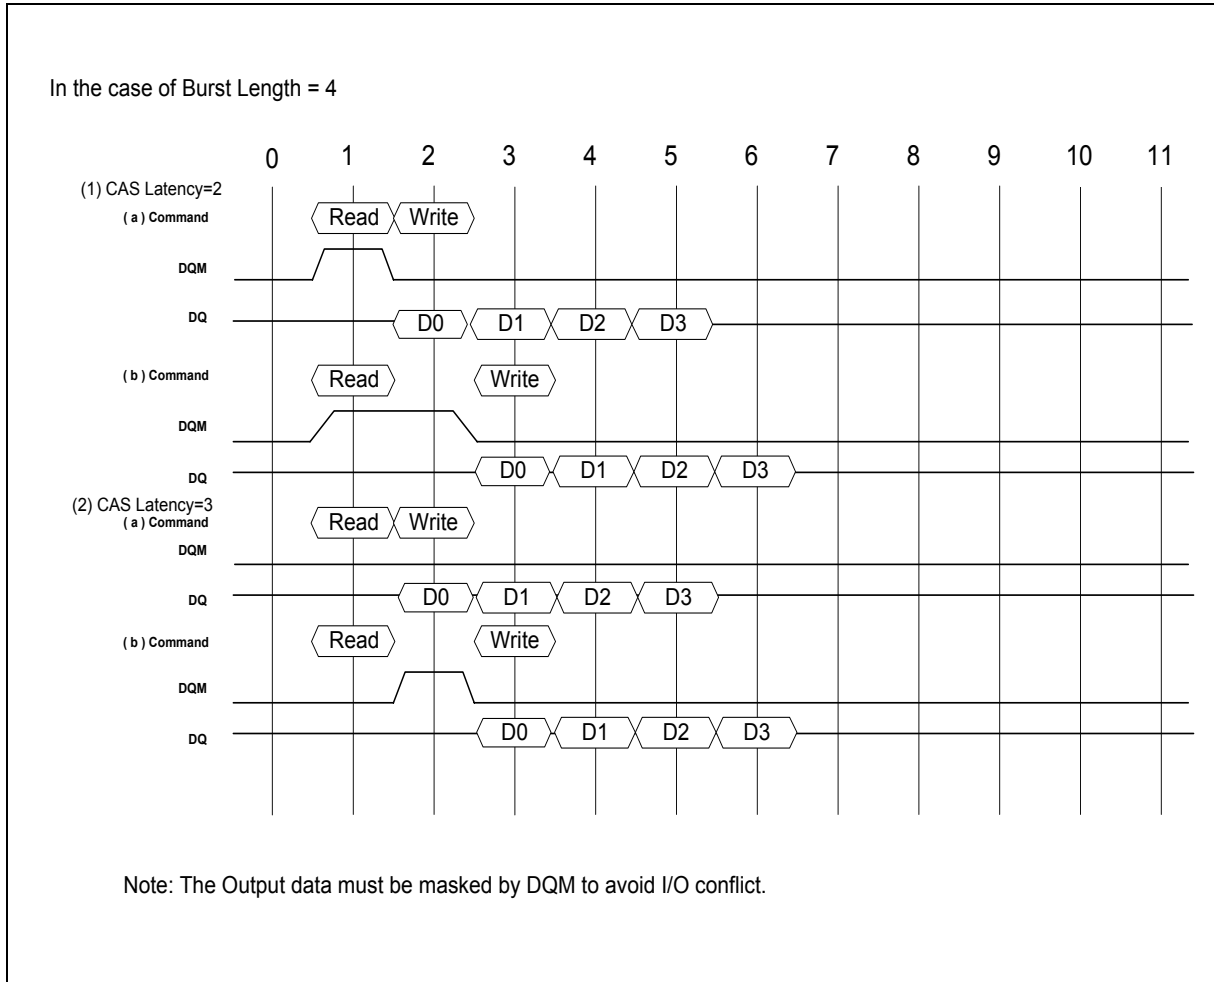 In the case of Burst Length = 4
0 1 2 3 4 5 6 7 8 9 10 11
(1) CAS Latency=2
( a ) Command Read Write
DQM
DQ D0 D1 D2 D3
( b ) Command Read Write
DQM
DQ D0 D1 D2 D3
(2) CAS Latency=3
( a ) Command Read Write
DQM
DQ D0 D1 D2 D3
( b ) Command Read Write
DQM
DQ D0 D1 D2 D3
Note: The Output data must be masked by DQM to avoid I/O conflict.